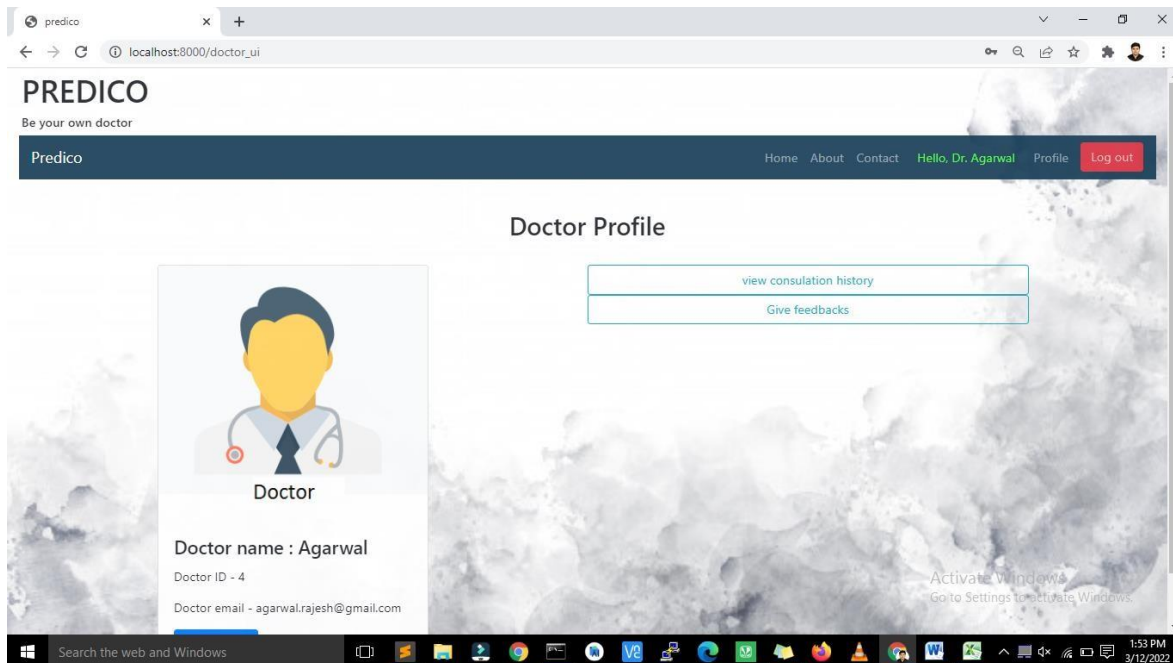 predico
localhost:8000/doctor_ui
PREDICO
Be your own doctor
Predico
Home About Contact Hello, Dr. Agarwal Profile Log out
Doctor Profile
view consulation history
Give feedbacks
Doctor
Doctor name : Agarwal
Doctor ID - 4
Doctor email - agarwal.rajesh@gmail.com
Activate Windows
Go to Settings to activate Windows.
Search the web and Windows
1:53 PM
3/12/2022